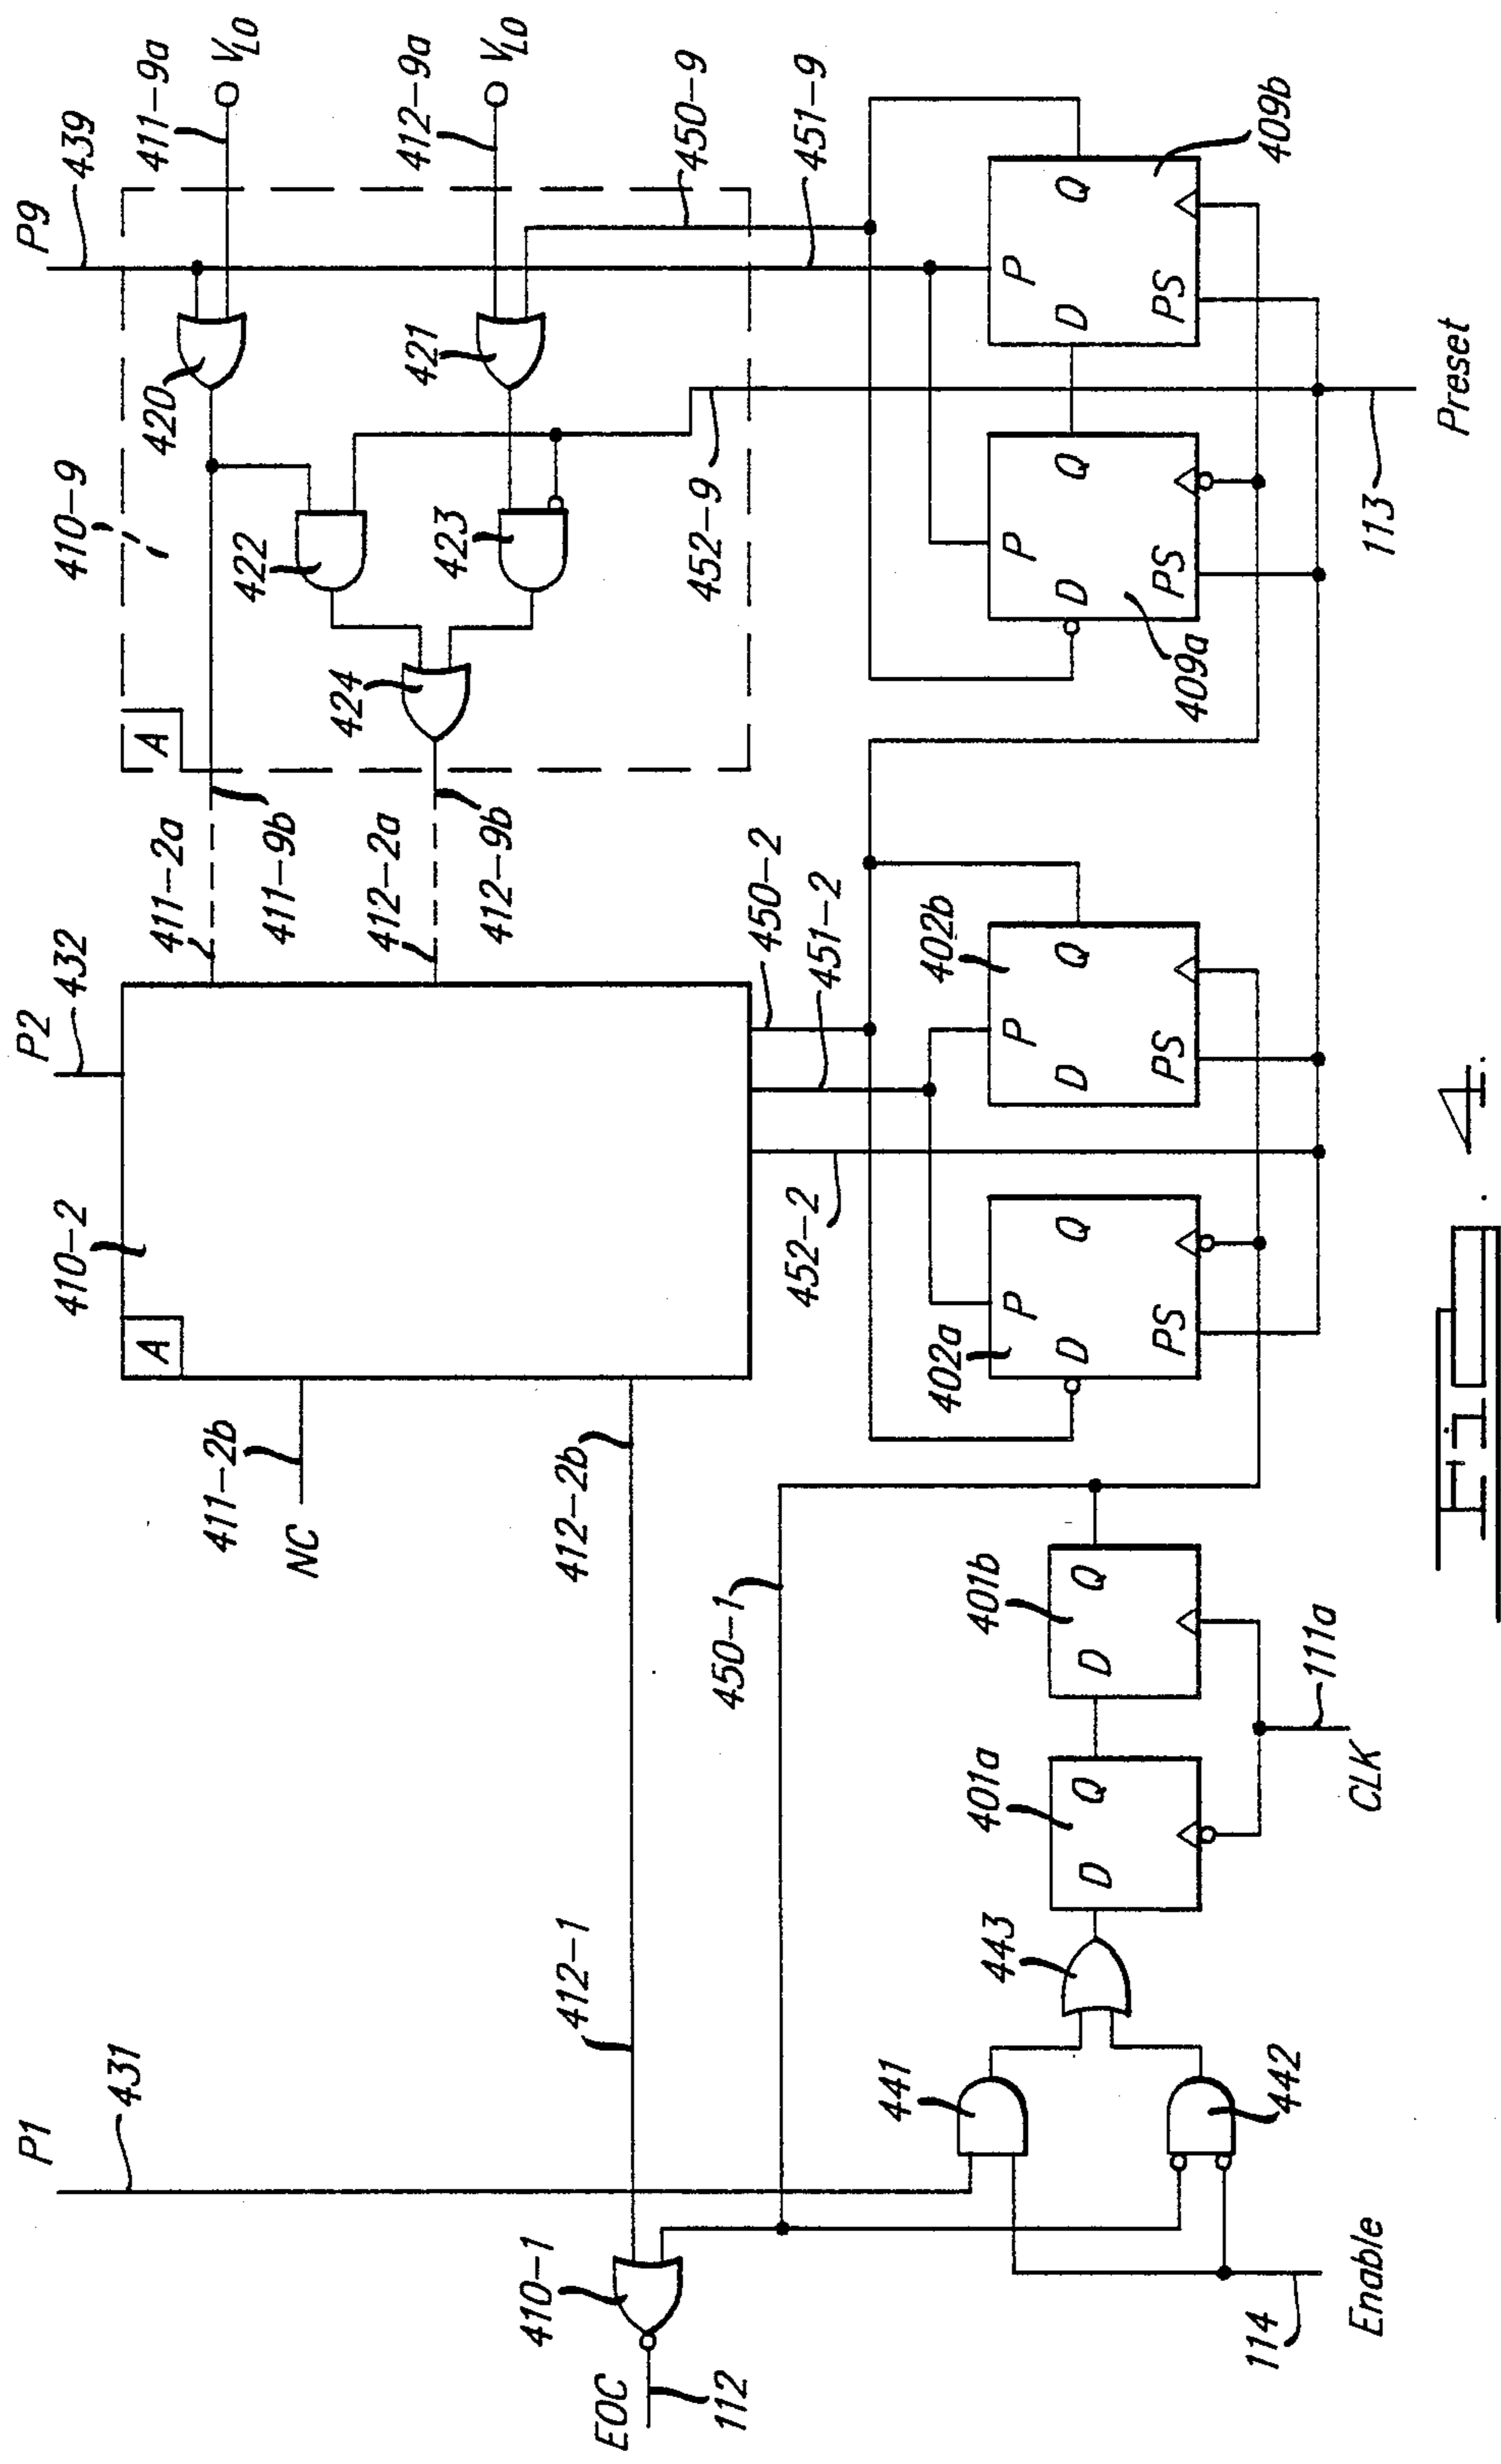 P1
431
P2
432
P9
439
410-2
A
410-9
A
411-9a
VLO
412-9a
VLO
420
421
422
423
424
411-2a
411-9b
412-2a
412-9b
411-2b
NC
412-2b
412-1
410-1
EOC
112
450-1
450-2
451-2
452-2
450-9
451-9
452-9
441
442
443
401a
D
Q
401b
D
Q
402a
P
D
Q
PS
402b
P
D
Q
PS
409a
P
D
Q
PS
409b
P
D
Q
PS
114
Enable
CLK
111a
113
Preset
Fig. 4.